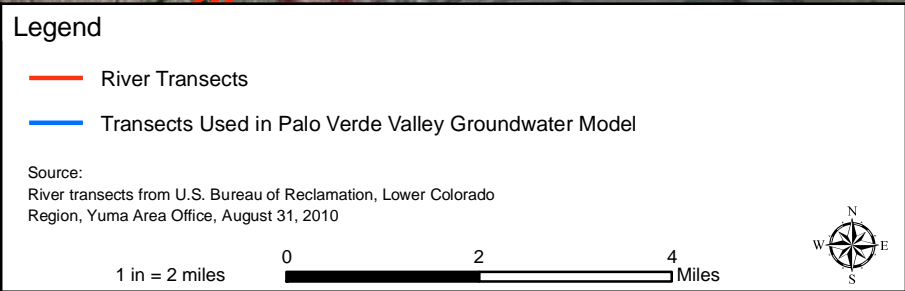 Legend
River Transects
Transects Used in Palo Verde Valley Groundwater Model
Source:
River transects from U.S. Bureau of Reclamation, Lower Colorado
Region, Yuma Area Office, August 31, 2010
N
W E
S
0 2 4
1 in = 2 miles Miles